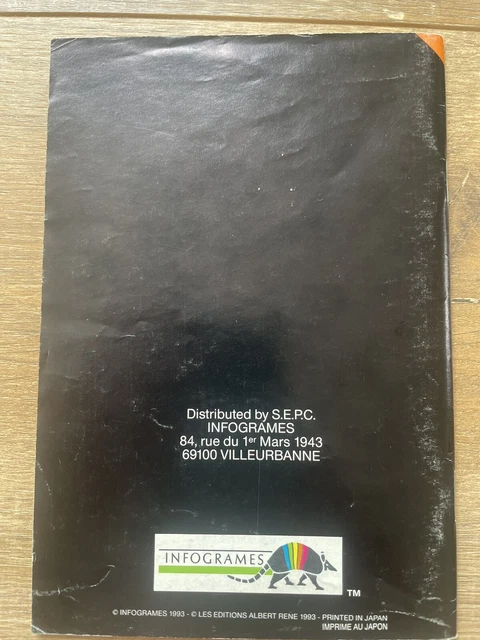 Distributed by S.E.P.C.
INFOGRAMES
84, rue du 1er Mars 1943
69100 VILLEURBANNE
INFOGRAMES
TM
© INFOGRAMES 1993 - © LES EDITIONS ALBERT RENE 1993 - PRINTED IN JAPAN
IMPRIME AU JAPON